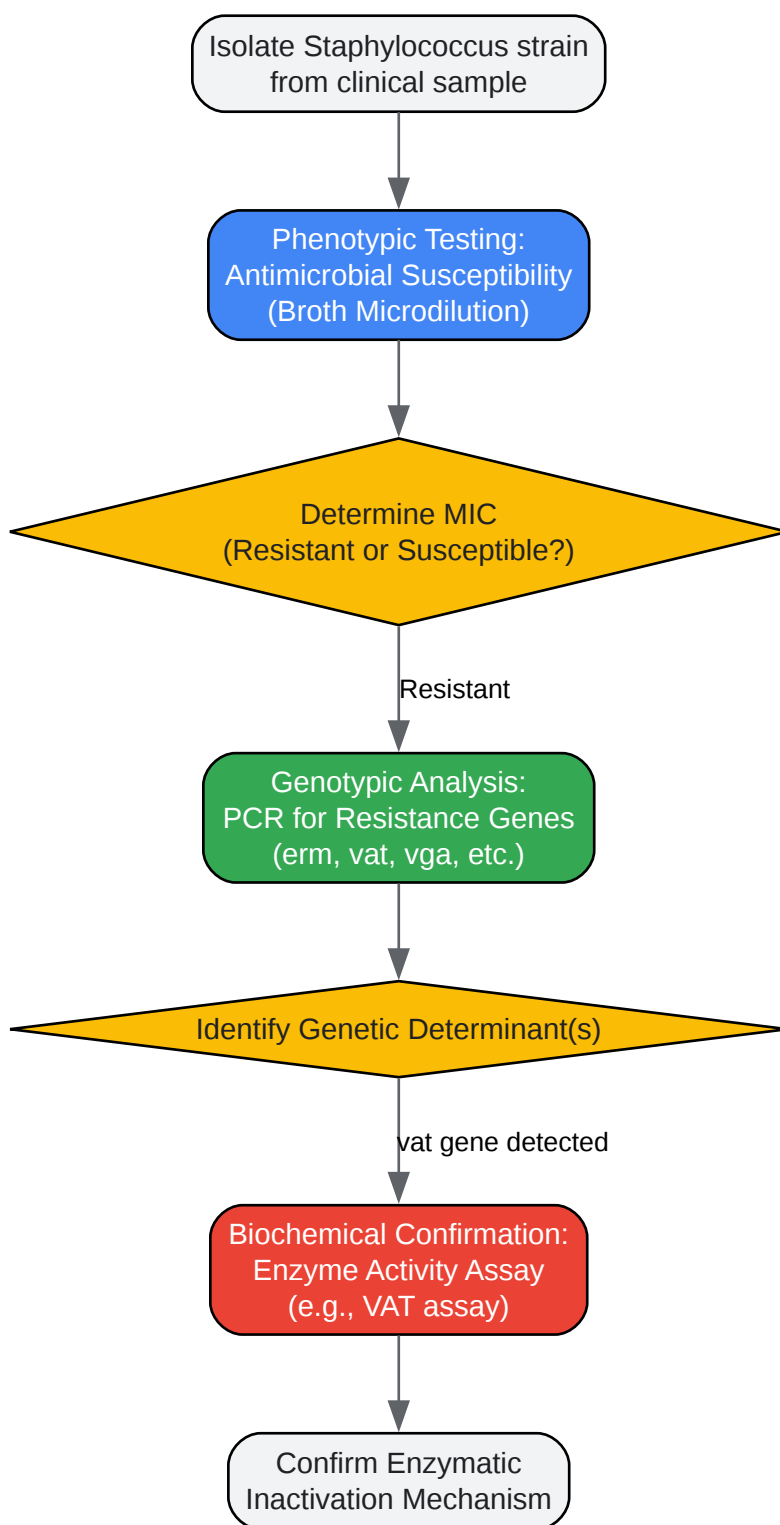 Isolate Staphylococcus strain
from clinical sample
Phenotypic Testing:
Antimicrobial Susceptibility
(Broth Microdilution)
Determine MIC
(Resistant or Susceptible?)
Resistant
Genotypic Analysis:
PCR for Resistance Genes
(erm, vat, vga, etc.)
Identify Genetic Determinant(s)
vat gene detected
Biochemical Confirmation:
Enzyme Activity Assay
(e.g., VAT assay)
Confirm Enzymatic
Inactivation Mechanism